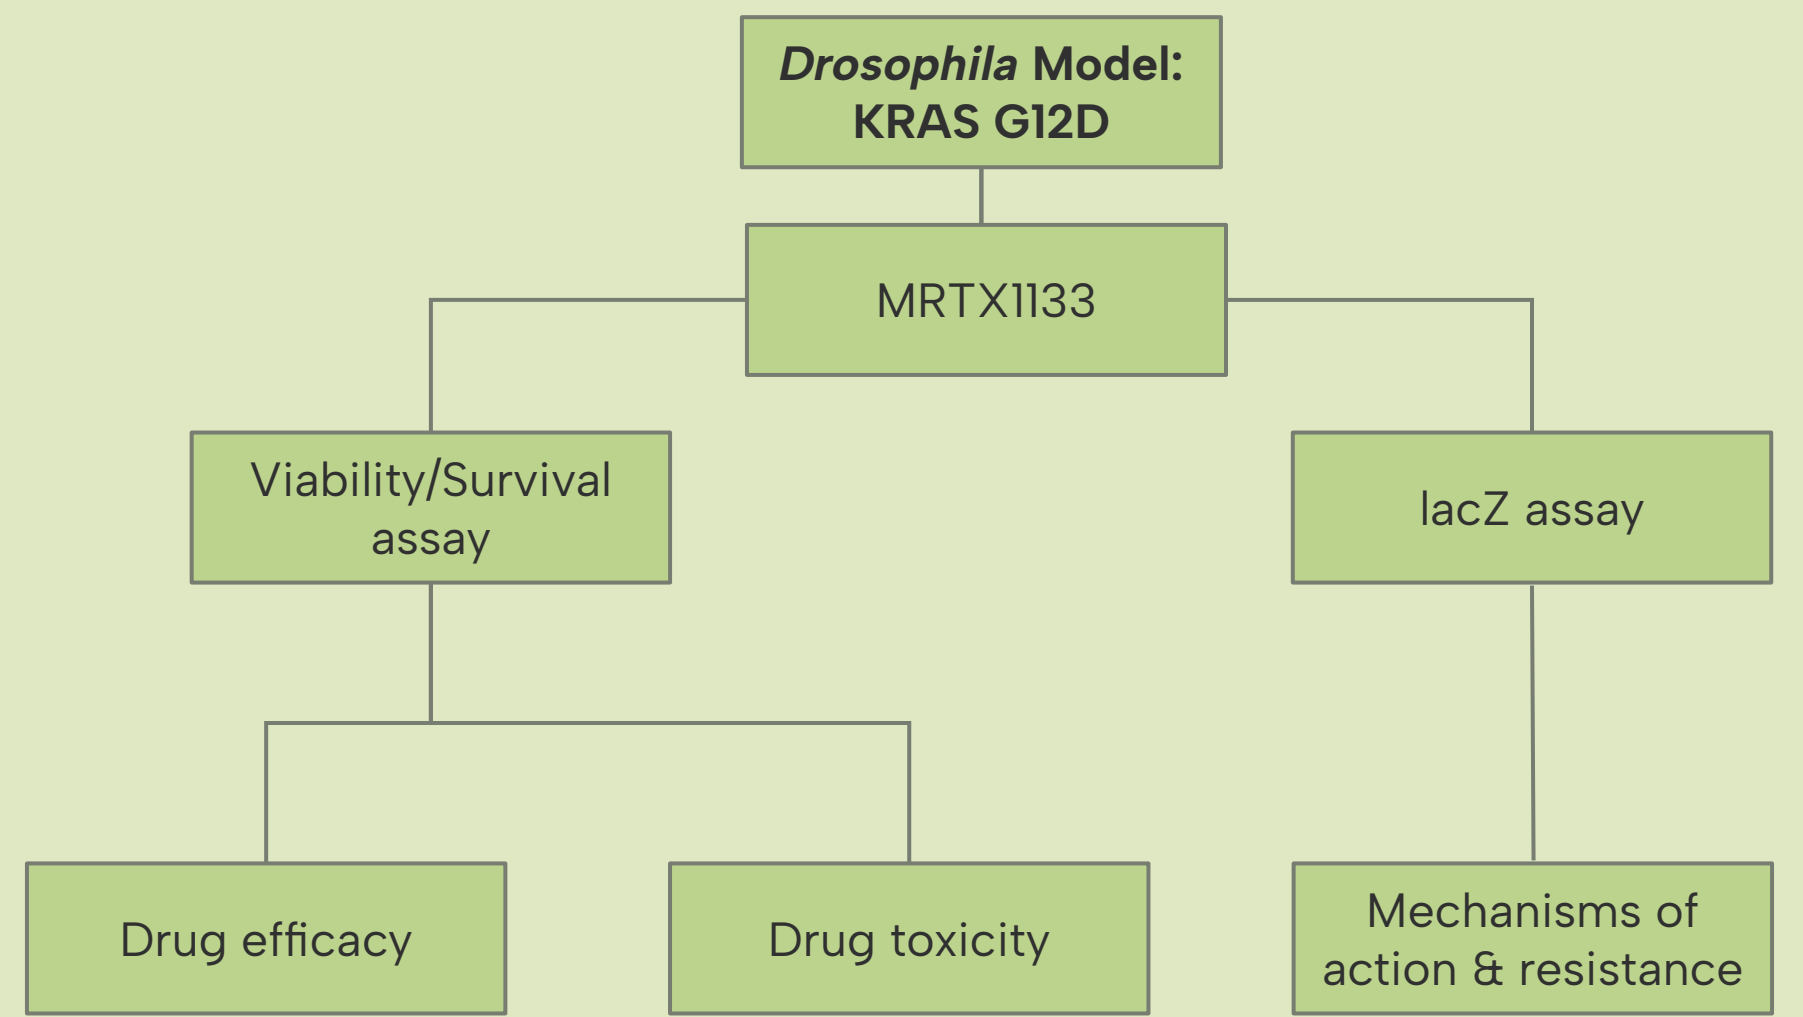 Drosophila Model:
KRAS G12D
MRTX1133
Viability/Survival
assay
lacZ assay
Drug efficacy
Drug toxicity
Mechanisms of
action & resistance